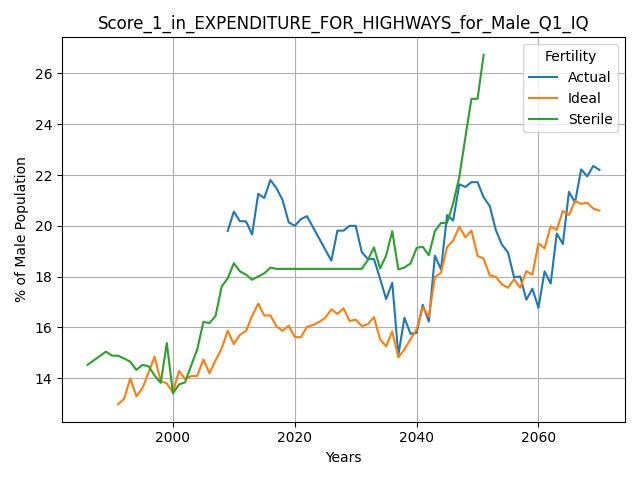 Score_1_in_EXPENDITURE_FOR_HIGHWAYS_for_Male_Q1_IQ
Fertility
Actual
Ideal
Sterile
% of Male Population
26
24
22
20
18
16
14
2000
2020
2040
2060
Years